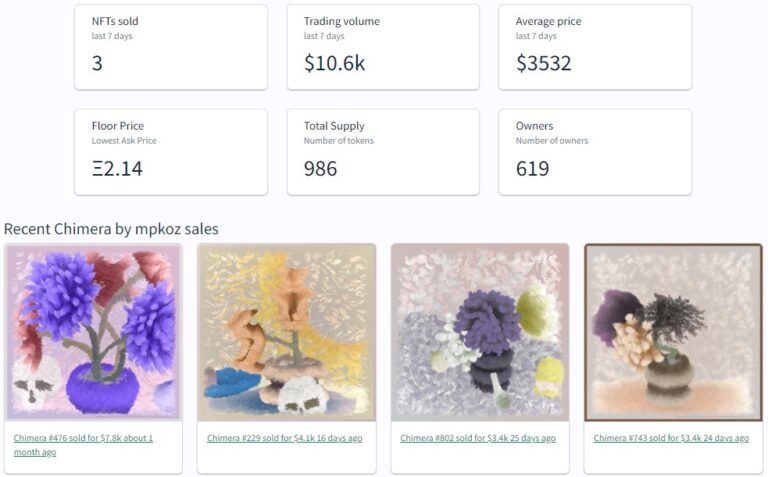 NFTs sold
last 7 days
3
Trading volume
last 7 days
$10.6k
Average price
last 7 days
$3532
Floor Price
Lowest Ask Price
Ξ2.14
Total Supply
Number of tokens
986
Owners
Number of owners
619
Recent Chimera by mpkoz sales
Chimera #476 sold for $7.8k about 1
month ago
Chimera #229 sold for $4.1k 16 days ago
Chimera #802 sold for $3.4k 25 days ago
Chimera #743 sold for $3.4k 24 days ago